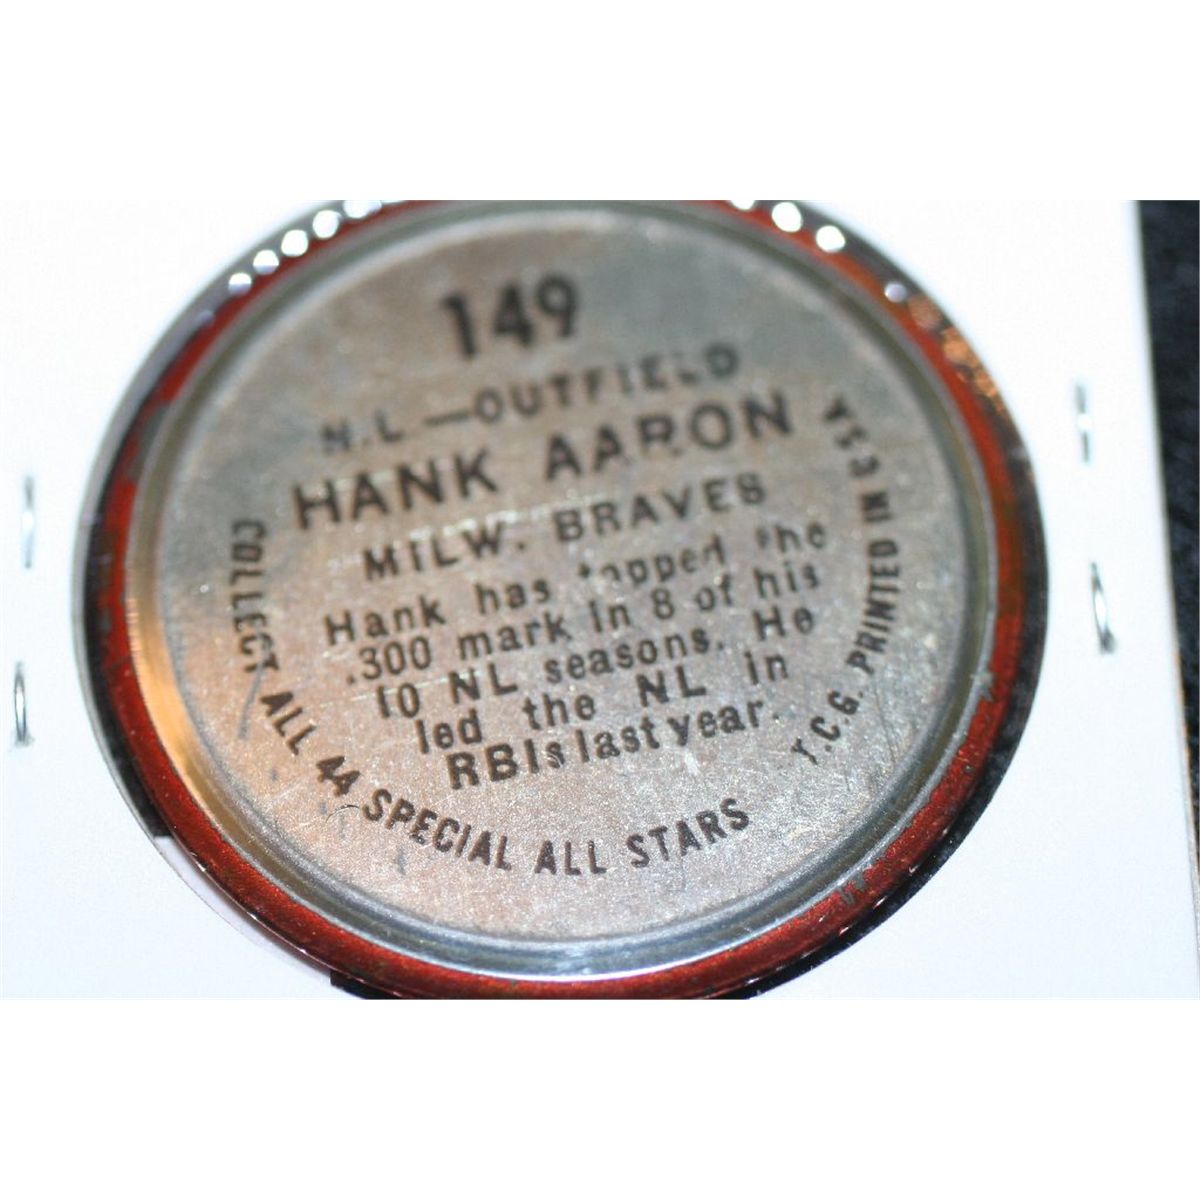 149
N.L.—OUTFIELD
HANK AARON
MILW. BRAVES
Hank has topped the
.300 mark in 8 of his
10 NL seasons. He
led the NL in
RBIs last year.
COLLECT ALL 44 SPECIAL ALL STARS
T.C.G. PRINTED IN USA